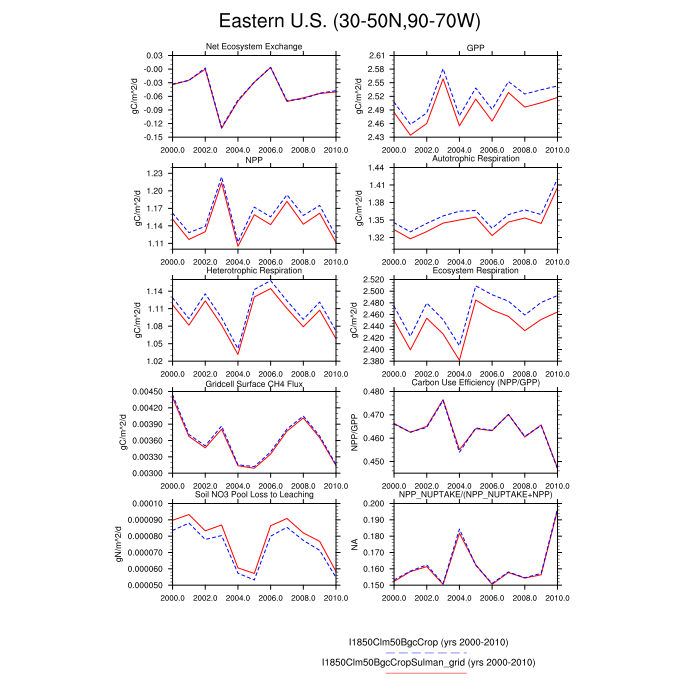 Eastern U.S. (30-50N,90-70W)
Net Ecosystem Exchange
gC/m^2/d
0.03
-0.00
-0.03
-0.06
-0.09
-0.12
-0.15
2000.0 2002.0 2004.0 2006.0 2008.0 2010.0
GPP
gC/m^2/d
2.61
2.58
2.55
2.52
2.49
2.46
2.43
2000.0 2002.0 2004.0 2006.0 2008.0 2010.0
NPP
gC/m^2/d
1.23
1.20
1.17
1.14
1.11
2000.0 2002.0 2004.0 2006.0 2008.0 2010.0
Autotrophic Respiration
gC/m^2/d
1.44
1.41
1.38
1.35
1.32
2000.0 2002.0 2004.0 2006.0 2008.0 2010.0
Heterotrophic Respiration
gC/m^2/d
1.14
1.11
1.08
1.05
1.02
2000.0 2002.0 2004.0 2006.0 2008.0 2010.0
Ecosystem Respiration
gC/m^2/d
2.520
2.500
2.480
2.460
2.440
2.420
2.400
2.380
2000.0 2002.0 2004.0 2006.0 2008.0 2010.0
Gridcell Surface CH4 Flux
gC/m^2/d
0.00450
0.00420
0.00390
0.00360
0.00330
0.00300
2000.0 2002.0 2004.0 2006.0 2008.0 2010.0
Carbon Use Efficiency (NPP/GPP)
NPP/GPP
0.480
0.470
0.460
0.450
2000.0 2002.0 2004.0 2006.0 2008.0 2010.0
Soil NO3 Pool Loss to Leaching
gN/m^2/d
0.00010
0.000090
0.000080
0.000070
0.000060
0.000050
2000.0 2002.0 2004.0 2006.0 2008.0 2010.0
NPP_NUPTAKE/(NPP_NUPTAKE+NPP)
NA
0.200
0.190
0.180
0.170
0.160
0.150
2000.0 2002.0 2004.0 2006.0 2008.0 2010.0
I1850Clm50BgcCrop (yrs 2000-2010)
I1850Clm50BgcCropSulman_grid (yrs 2000-2010)